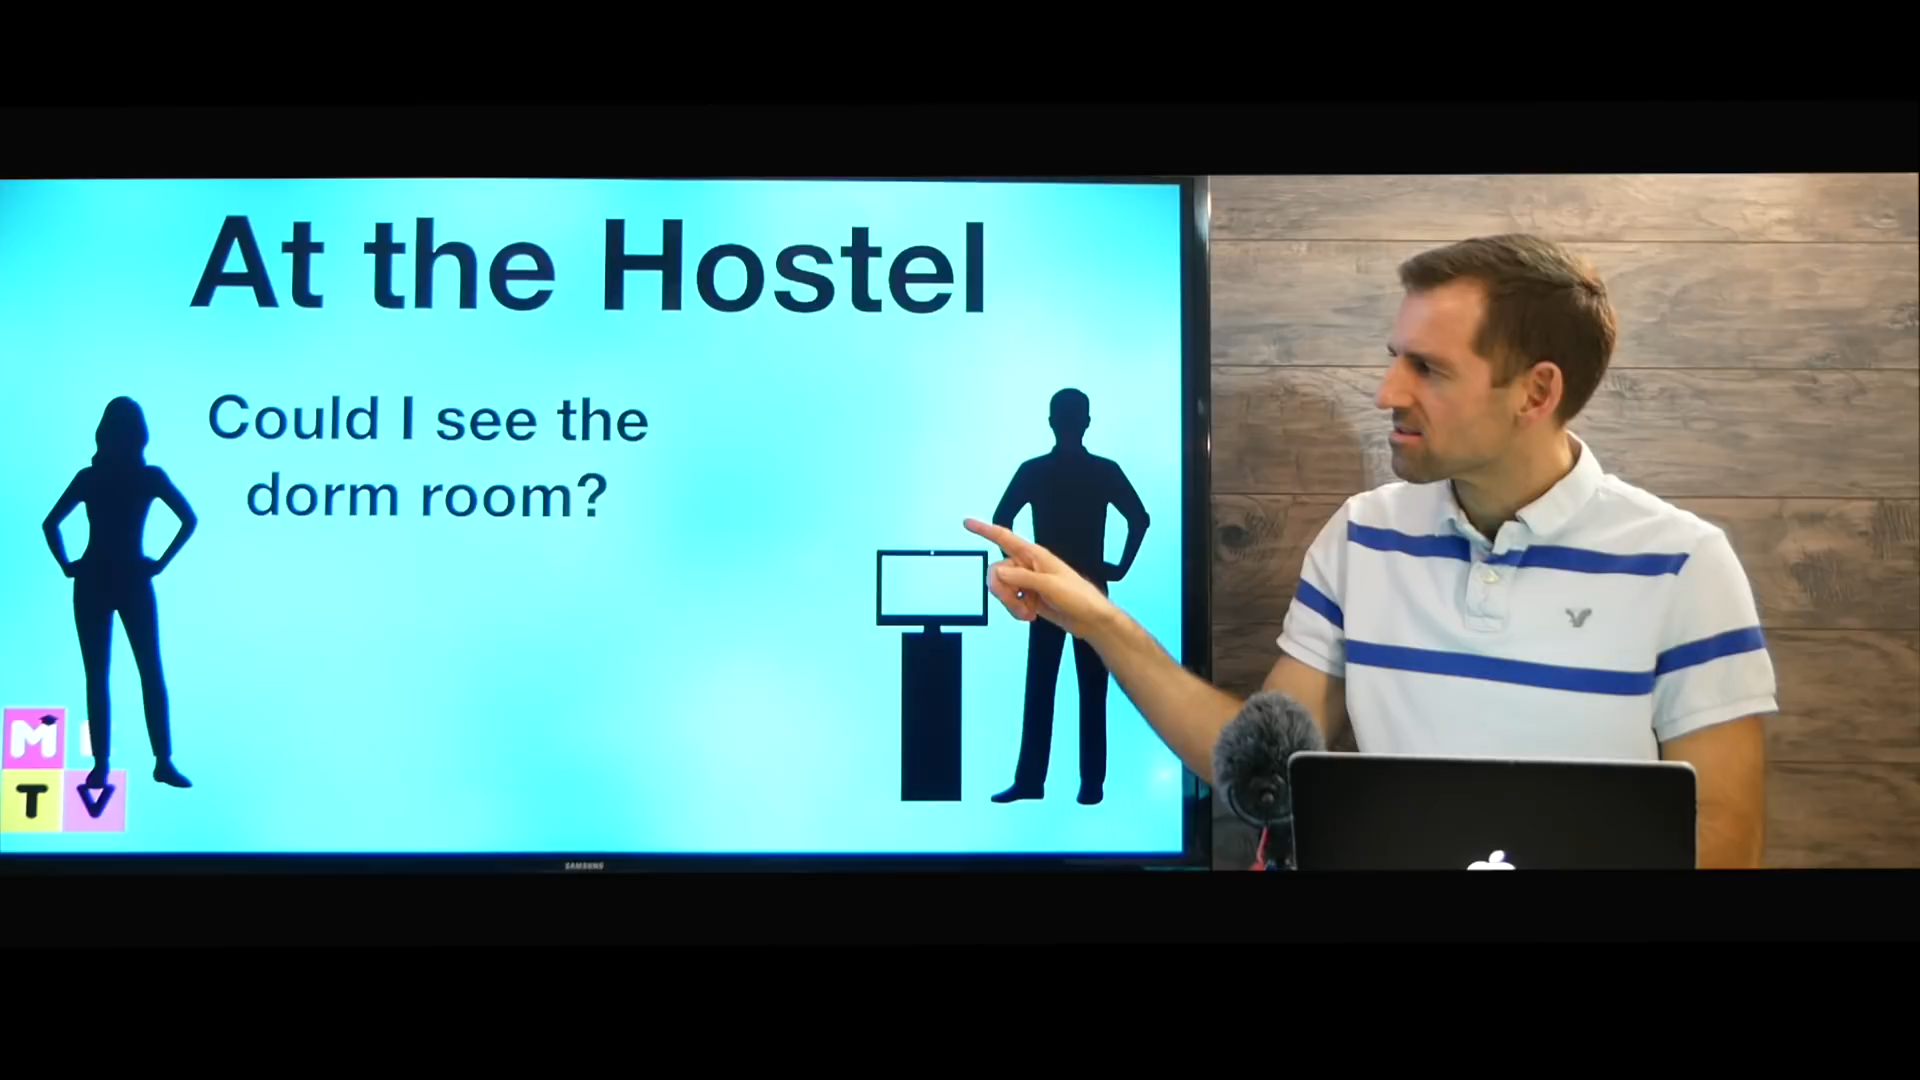 At the Hostel
Could I see the
dorm room?
M
T V
SAMSUNG